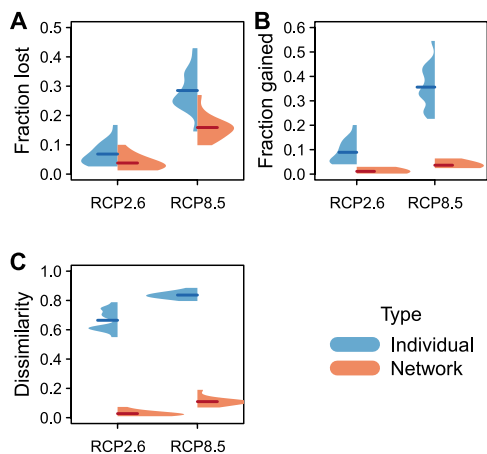 A
Fraction lost
0.5
0.4
0.3
0.2
0.1
0.0
RCP2.6
RCP8.5
B
Fraction gained
0.6
0.5
0.4
0.3
0.2
0.1
0.0
RCP2.6
RCP8.5
C
Dissimilarity
1.0
0.8
0.6
0.4
0.2
0.0
RCP2.6
RCP8.5
Type
Individual
Network